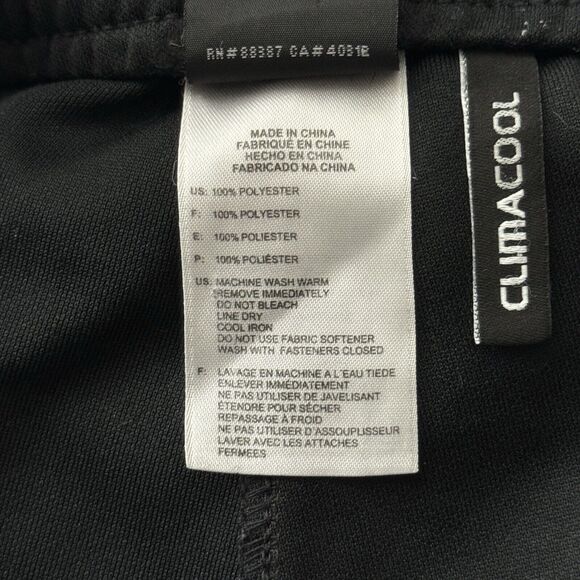 RN#88387 CA#40312
MADE IN CHINA
FABRIQUÉ EN CHINE
HECHO EN CHINA
FABRICADO NA CHINA
US: 100% POLYESTER
F: 100% POLYESTER
E: 100% POLIESTER
P: 100% POLIÉSTER
US: MACHINE WASH WARM
REMOVE IMMEDIATELY
DO NOT BLEACH
LINE DRY
COOL IRON
DO NOT USE FABRIC SOFTENER
WASH WITH FASTENERS CLOSED
F: LAVAGE EN MACHINE A L'EAU TIEDE
ENLEVER IMMÉDIATEMENT
NE PAS UTILISER DE JAVELISANT
ÉTENDRE POUR SÉCHER
REPASSAGE À FROID
NE PAS UTILISER D'ASSOUPLISSEUR
LAVER AVEC LES ATTACHES
FERMEES
CLIMACOOL